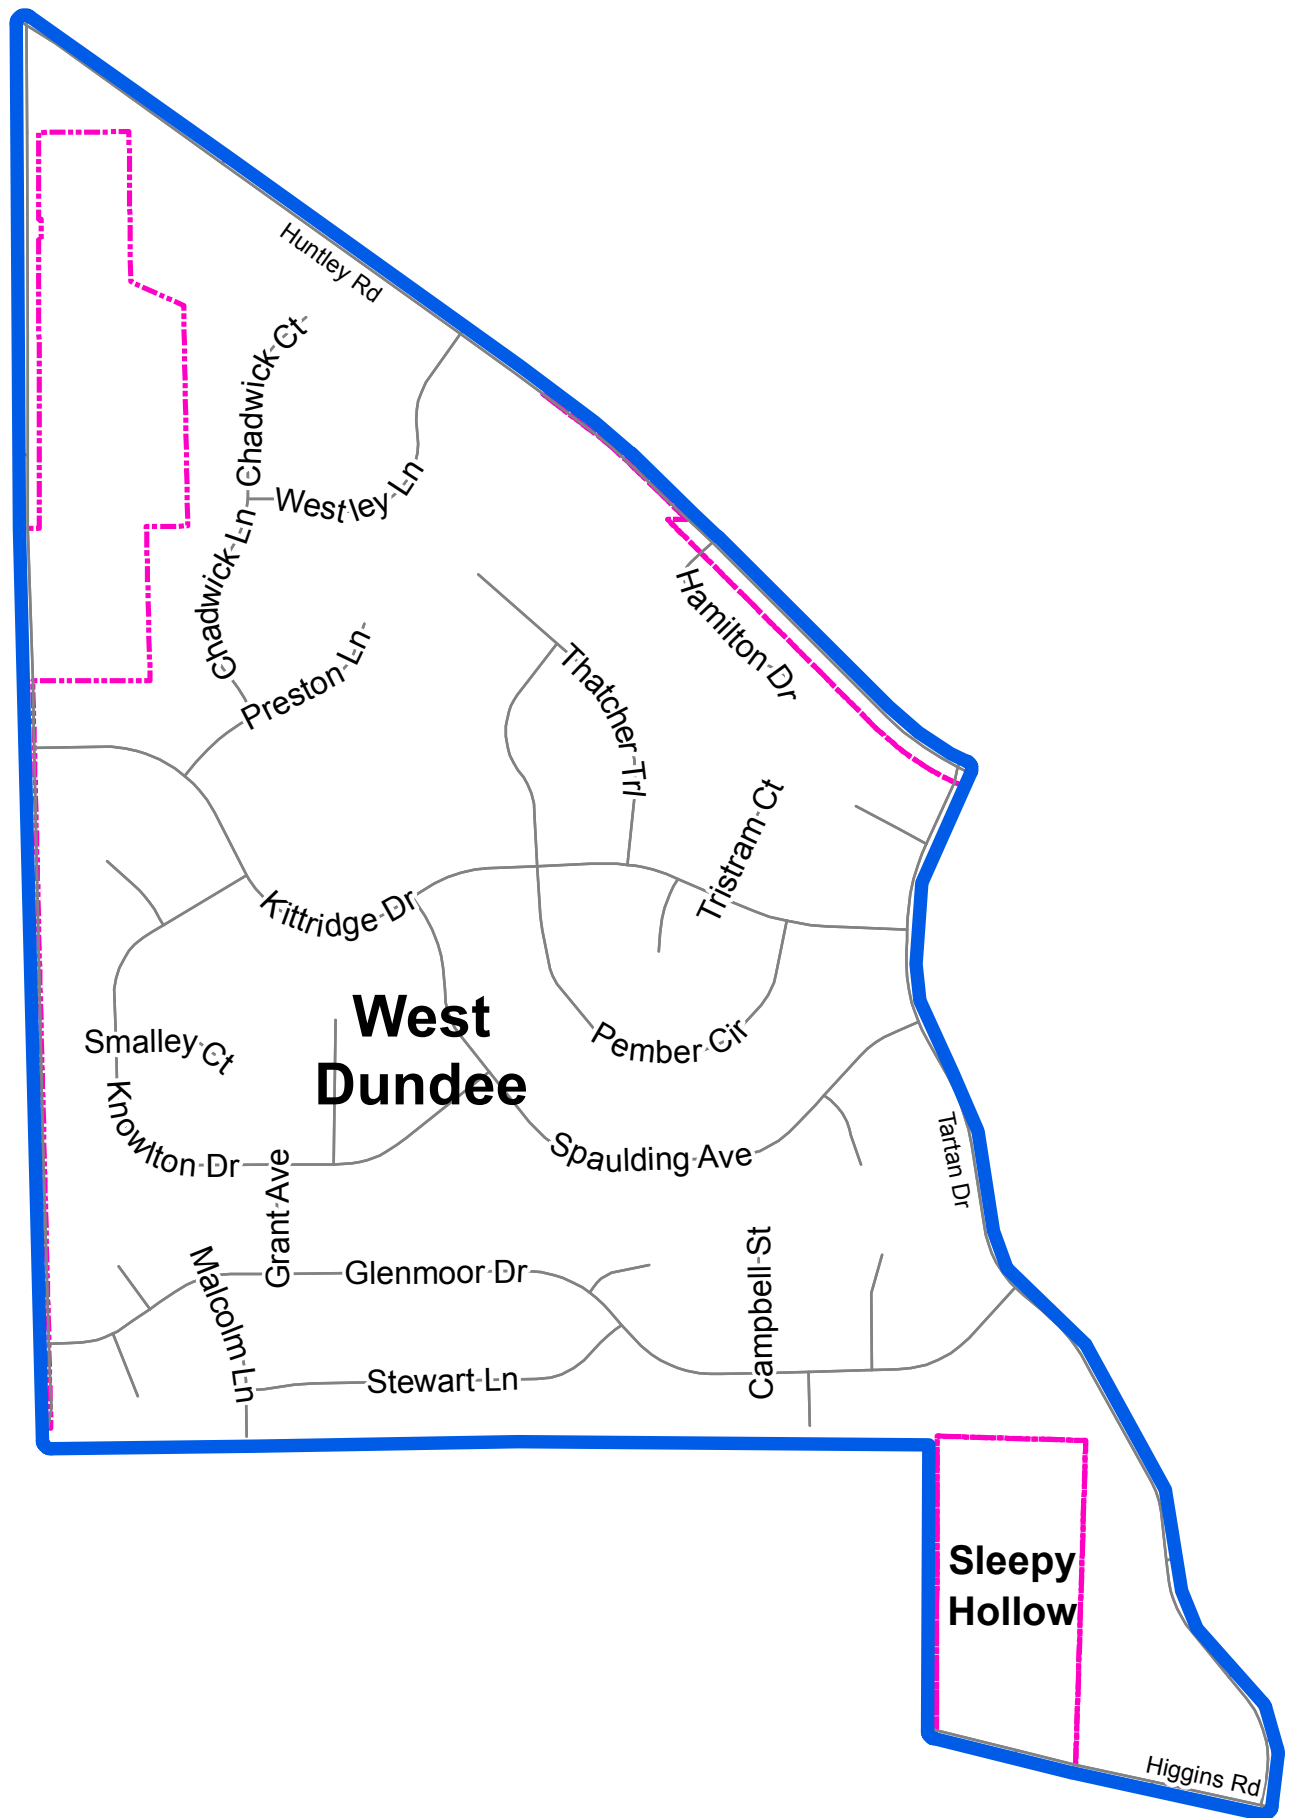 Huntley Rd
Chadwick Ct
Westley Ln
Chadwick Ln
Hamilton Dr
Preston Ln
Thatcher Trl
Tristram Ct
Kittridge Dr
West
Dundee
Smalley Ct
Pember Cir
Knowlton Dr
Spaulding Ave
Tartan Dr
Grant Ave
Malcolm Ln
Glenmoor Dr
Campbell St
Stewart Ln
Sleepy
Hollow
Higgins Rd